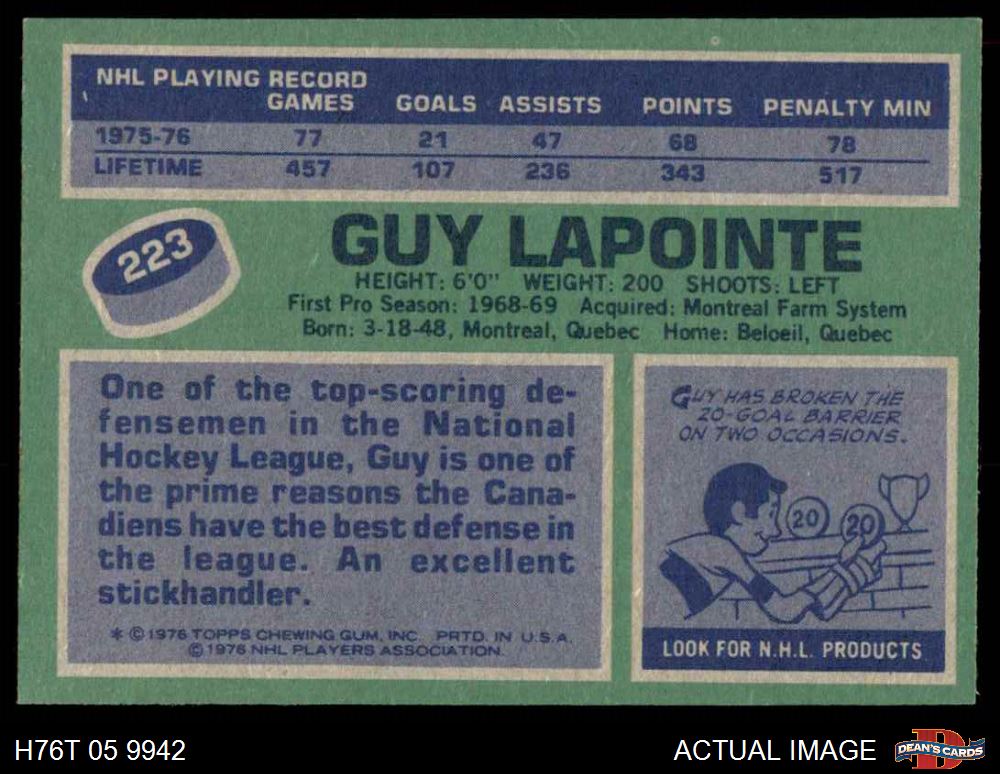 NHL PLAYING RECORD
GAMES GOALS ASSISTS POINTS PENALTY MIN
1975-76 77 21 47 68 78
LIFETIME 457 107 236 343 517
223
GUY LAPOINTE
HEIGHT: 6'0" WEIGHT: 200 SHOOTS: LEFT
First Pro Season: 1968-69 Acquired: Montreal Farm System
Born: 3-18-48, Montreal, Quebec Home: Beloeil, Quebec
One of the top-scoring de-
fensemen in the National
Hockey League, Guy is one of
the prime reasons the Cana-
diens have the best defense in
the league. An excellent
stickhandler.
* © 1976 TOPPS CHEWING GUM, INC. PRTD. IN U.S.A.
© 1976 NHL PLAYERS ASSOCIATION.
GUY HAS BROKEN THE
20-GOAL BARRIER
ON TWO OCCASIONS.
20 20
LOOK FOR N.H.L. PRODUCTS
H76T 05 9942
ACTUAL IMAGE
D
DEAN'S CARDS